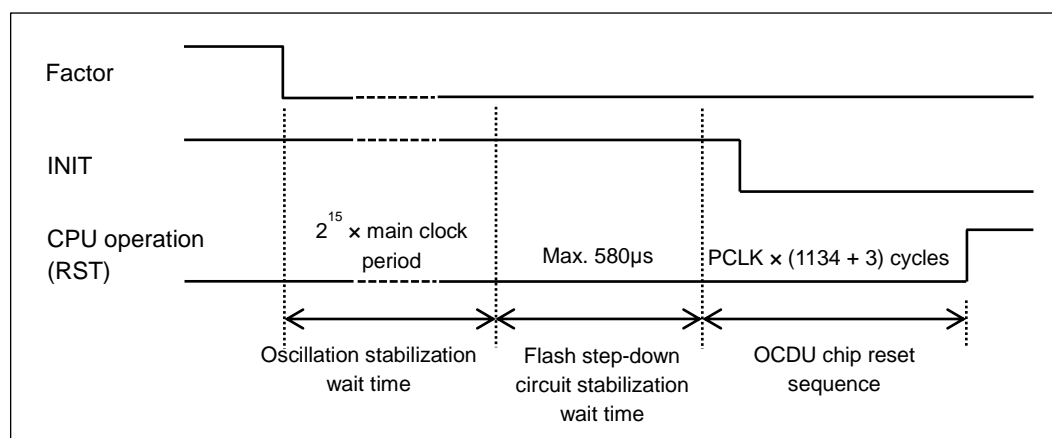 Factor
INIT
CPU operation
(RST)
2^15 × main clock
period
Max. 580μs
PCLK × (1134 + 3) cycles
Oscillation stabilization
wait time
Flash step-down
circuit stabilization
wait time
OCDU chip reset
sequence